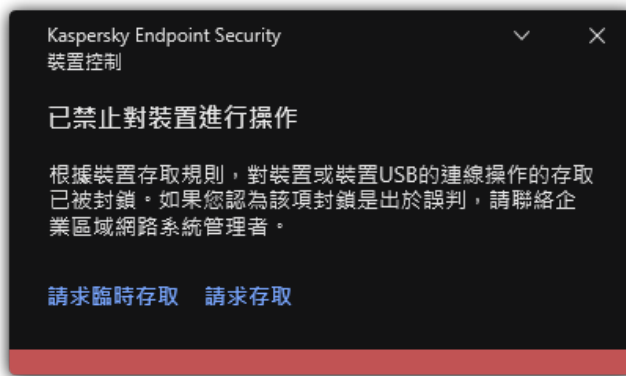 Kaspersky Endpoint Security
裝置控制
已禁止對裝置進行操作
根據裝置存取規則，對裝置或裝置USB的連線操作的存取
已被封鎖。如果您認為該項封鎖是出於誤判，請聯絡企
業區域網路系統管理者。
請求臨時存取 請求存取